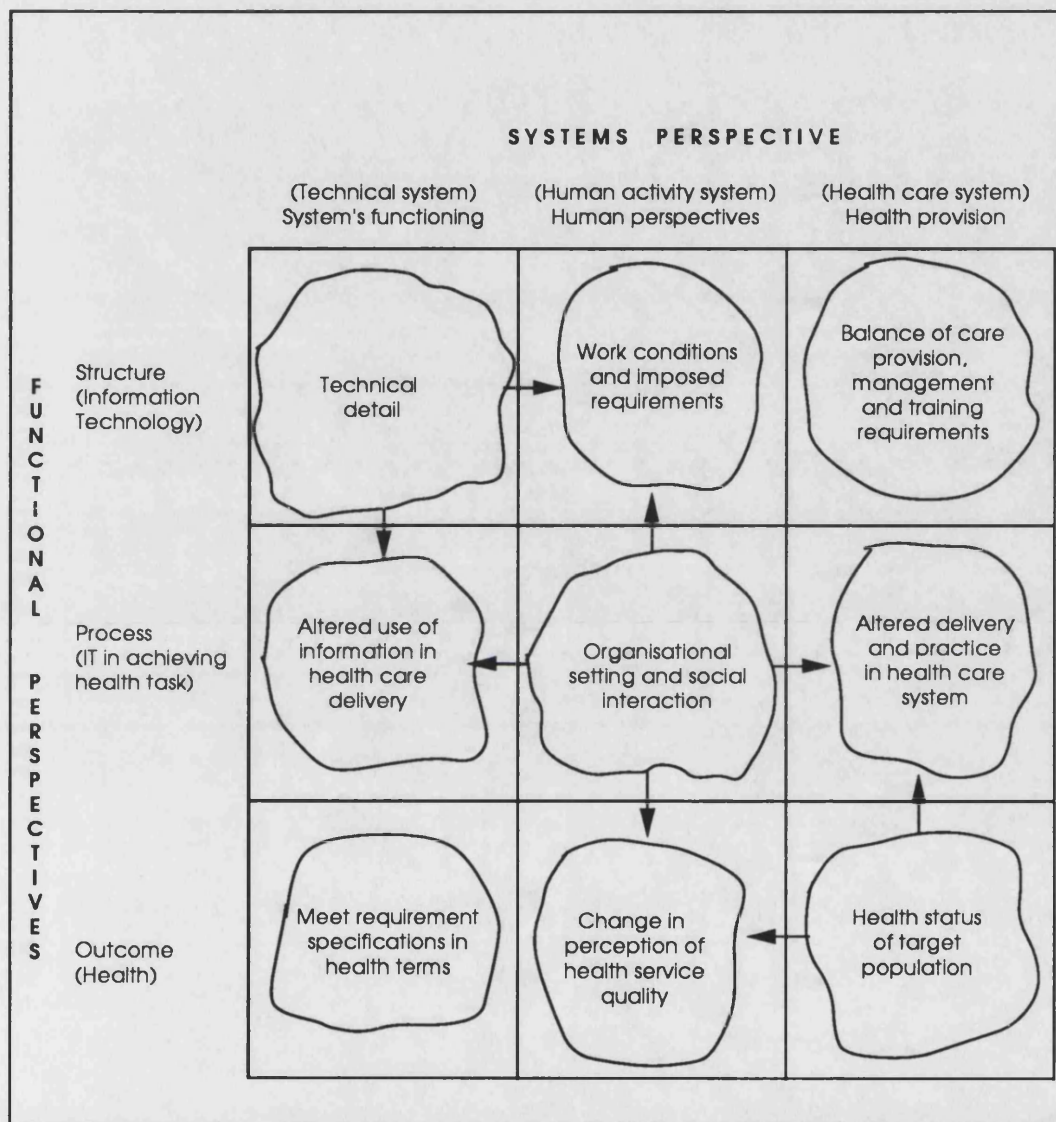 SYSTEMS PERSPECTIVE
(Technical system)
System's functioning
(Human activity system)
Human perspectives
(Health care system)
Health provision
FUNCTIONAL PERSPECTIVES
Structure
(Information
Technology)
Technical
detail
Work conditions
and imposed
requirements
Balance of care
provision,
management
and training
requirements
Process
(IT in achieving
health task)
Altered use of
information in
health care
delivery
Organisational
setting and social
interaction
Altered delivery
and practice
in health care
system
Outcome
(Health)
Meet requirement
specifications in
health terms
Change in
perception of
health service
quality
Health status
of target
population